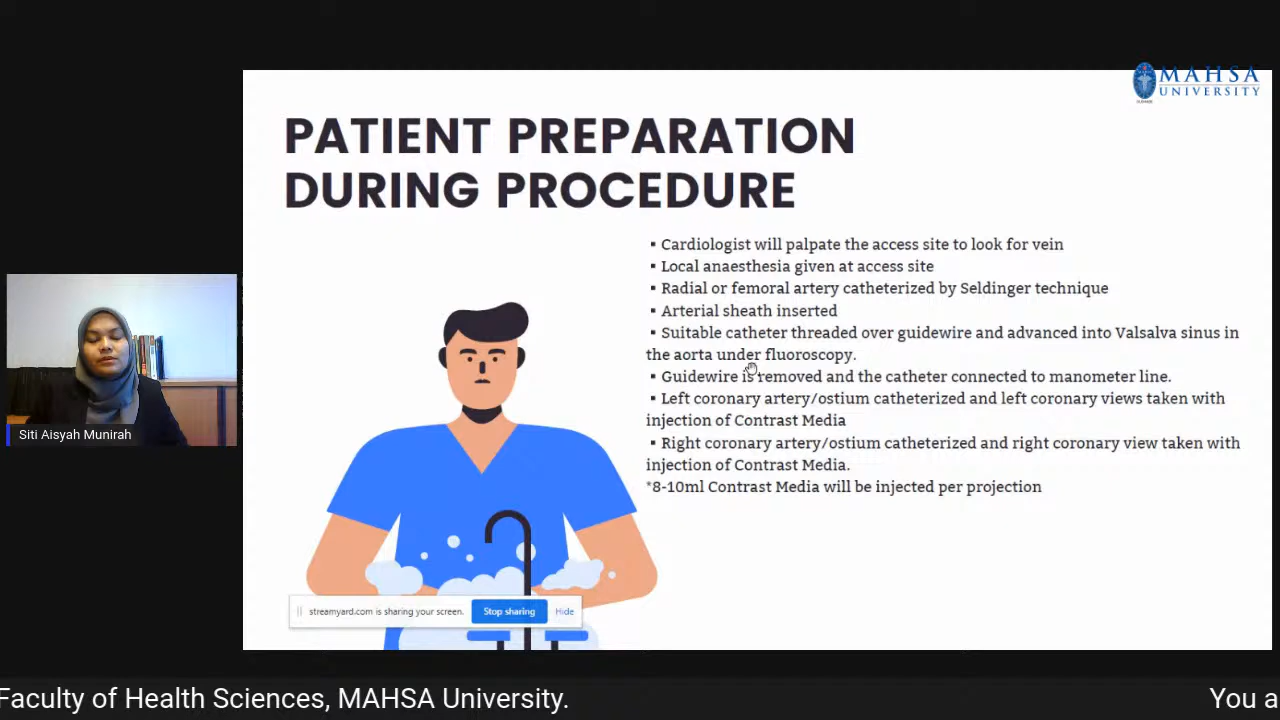 MAHSA
UNIVERSITY
PATIENT PREPARATION
DURING PROCEDURE
▪ Cardiologist will palpate the access site to look for vein
▪ Local anaesthesia given at access site
▪ Radial or femoral artery catheterized by Seldinger technique
▪ Arterial sheath inserted
▪ Suitable catheter threaded over guidewire and advanced into Valsalva sinus in
the aorta under fluoroscopy.
▪ Guidewire is removed and the catheter connected to manometer line.
▪ Left coronary artery/ostium catheterized and left coronary views taken with
injection of Contrast Media
▪ Right coronary artery/ostium catheterized and right coronary view taken with
injection of Contrast Media.
*8-10ml Contrast Media will be injected per projection
Siti Aisyah Munirah
streamyard.com is sharing your screen. Stop sharing Hide
Faculty of Health Sciences, MAHSA University. You a